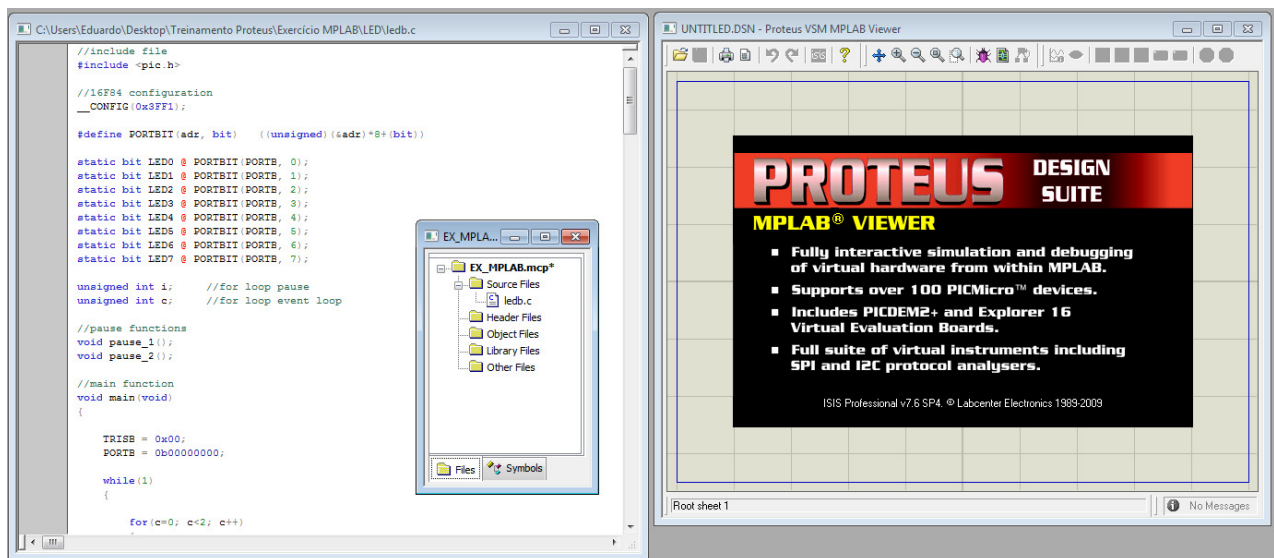 C:\Users\Eduardo\Desktop\Treinamento Proteus\Exercício MPLAB\LED\ledb.c
//include file
#include <pic.h>
//16F84 configuration
__CONFIG(0x3FF1);
#define PORTBIT(adr, bit)   ((unsigned)(&adr)*8+(bit))
static bit LED0 @ PORTBIT(PORTB, 0);
static bit LED1 @ PORTBIT(PORTB, 1);
static bit LED2 @ PORTBIT(PORTB, 2);
static bit LED3 @ PORTBIT(PORTB, 3);
static bit LED4 @ PORTBIT(PORTB, 4);
static bit LED5 @ PORTBIT(PORTB, 5);
static bit LED6 @ PORTBIT(PORTB, 6);
static bit LED7 @ PORTBIT(PORTB, 7);
unsigned int i;    //for loop pause
unsigned int c;    //for loop event loop
//pause functions
void pause_1();
void pause_2();
//main function
void main(void)
{
TRISB = 0x00;
PORTB = 0b00000000;
while(1)
{
for(c=0; c<2; c++)
EX_MPLA...
EX_MPLAB.mcp*
Source Files
ledb.c
Header Files
Object Files
Library Files
Other Files
Files Symbols
UNTITLED.DSN - Proteus VSM MPLAB Viewer
PROTEUS DESIGN SUITE
MPLAB® VIEWER
Fully interactive simulation and debugging
of virtual hardware from within MPLAB.
Supports over 100 PICMicro™ devices.
Includes PICDEM2+ and Explorer 16
Virtual Evaluation Boards.
Full suite of virtual instruments including
SPI and I2C protocol analysers.
ISIS Professional v7.6 SP4. © Labcenter Electronics 1989-2009
Root sheet 1
No Messages